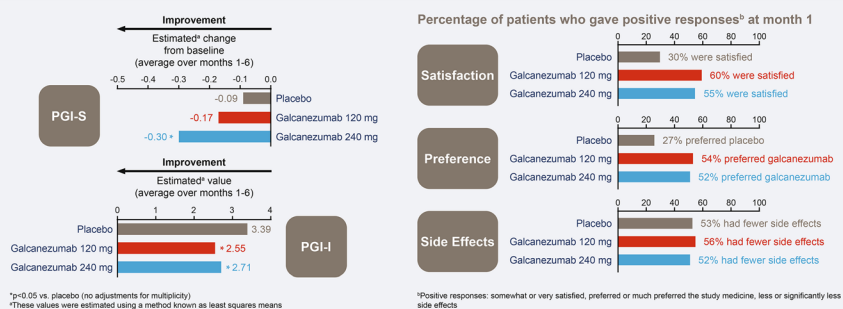 Improvement
Estimatedᵃ change
from baseline
(average over months 1-6)
-0.5 -0.4 -0.3 -0.2 -0.1 0.0
PGI-S
-0.09 Placebo
-0.17 Galcanezumab 120 mg
-0.30 * Galcanezumab 240 mg
Improvement
Estimatedᵃ value
(average over months 1-6)
0 1 2 3 4
Placebo 3.39
Galcanezumab 120 mg * 2.55
Galcanezumab 240 mg * 2.71
PGI-I
*p<0.05 vs. placebo (no adjustments for multiplicity)
ᵃThese values were estimated using a method known as least squares means
Percentage of patients who gave positive responsesᵇ at month 1
0 20 40 60 80 100
Satisfaction
Placebo 30% were satisfied
Galcanezumab 120 mg 60% were satisfied
Galcanezumab 240 mg 55% were satisfied
0 20 40 60 80 100
Preference
Placebo 27% preferred placebo
Galcanezumab 120 mg 54% preferred galcanezumab
Galcanezumab 240 mg 52% preferred galcanezumab
0 20 40 60 80 100
Side Effects
Placebo 53% had fewer side effects
Galcanezumab 120 mg 56% had fewer side effects
Galcanezumab 240 mg 52% had fewer side effects
ᵇPositive responses: somewhat or very satisfied, preferred or much preferred the study medicine, less or significantly less
side effects